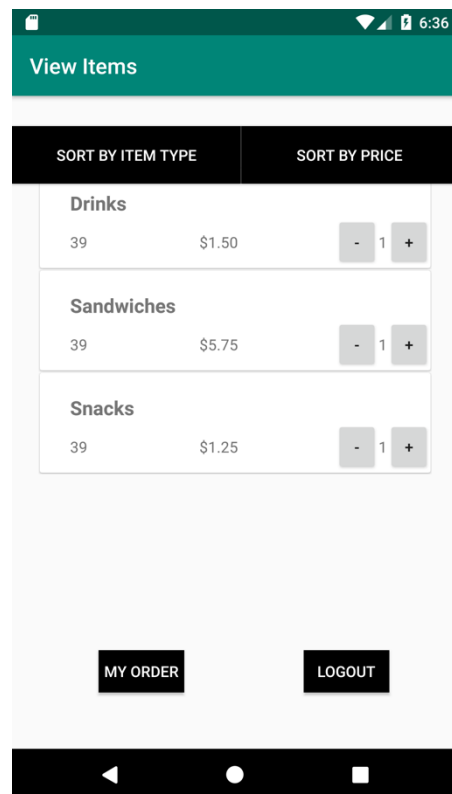 6:36
View Items
SORT BY ITEM TYPE SORT BY PRICE
Drinks
39 $1.50 - 1 +
Sandwiches
39 $5.75 - 1 +
Snacks
39 $1.25 - 1 +
MY ORDER LOGOUT